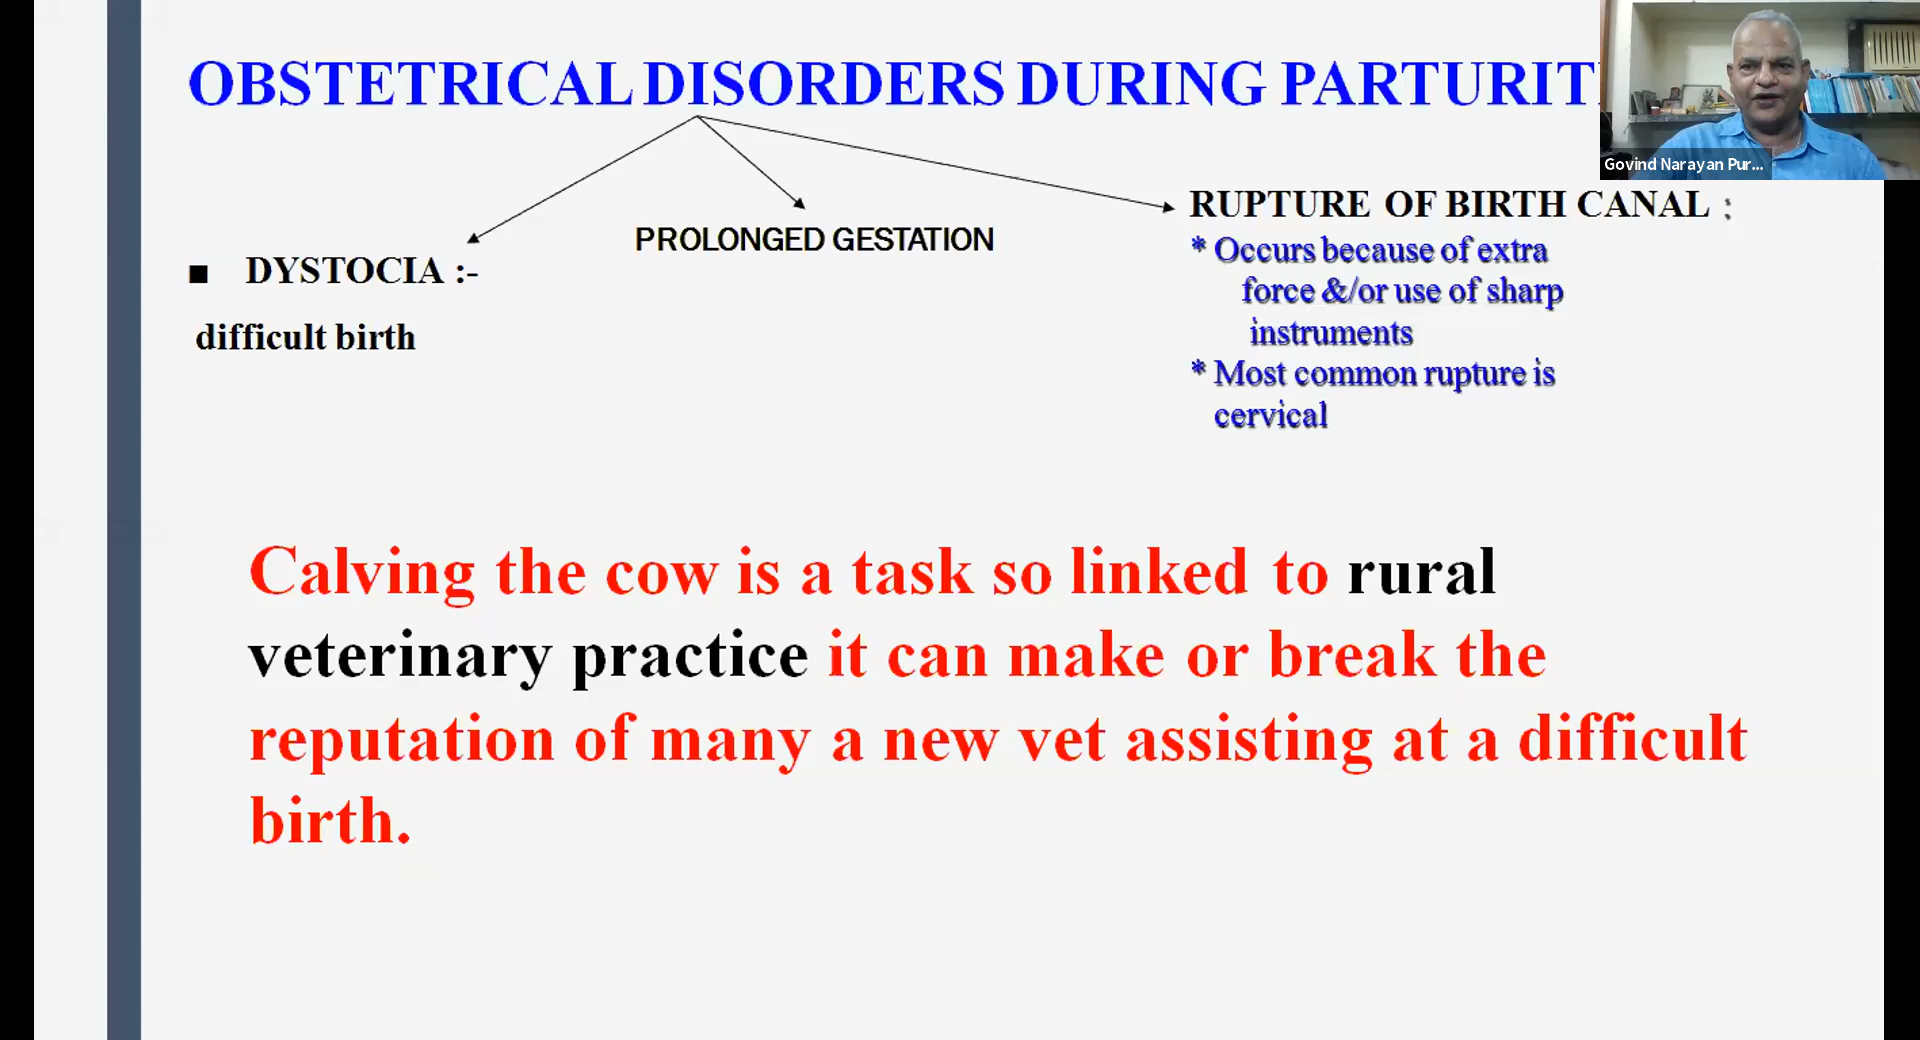 OBSTETRICAL DISORDERS DURING PARTURIT
Govind Narayan Pur...
RUPTURE OF BIRTH CANAL :
* Occurs because of extra
force &/or use of sharp
instruments
* Most common rupture is
cervical
PROLONGED GESTATION
■ DYSTOCIA :-
difficult birth
Calving the cow is a task so linked to rural
veterinary practice it can make or break the
reputation of many a new vet assisting at a difficult
birth.